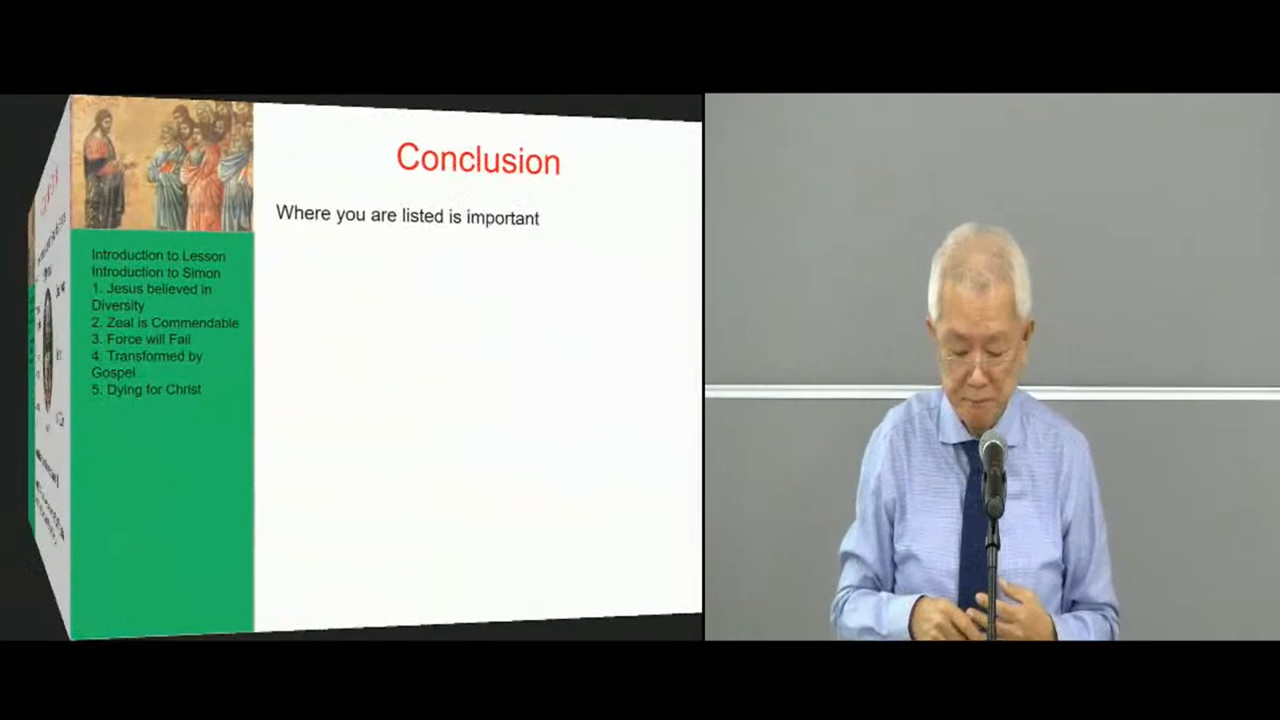 Conclusion
Where you are listed is important
Introduction to Lesson
Introduction to Simon
1. Jesus believed in
Diversity
2. Zeal is Commendable
3. Force will Fail
4. Transformed by
Gospel
5. Dying for Christ